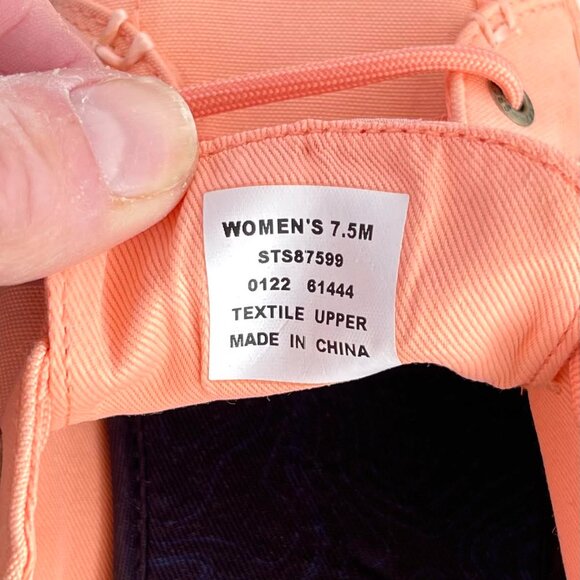 WOMEN'S 7.5M
STS87599
0122 61444
TEXTILE UPPER
MADE IN CHINA